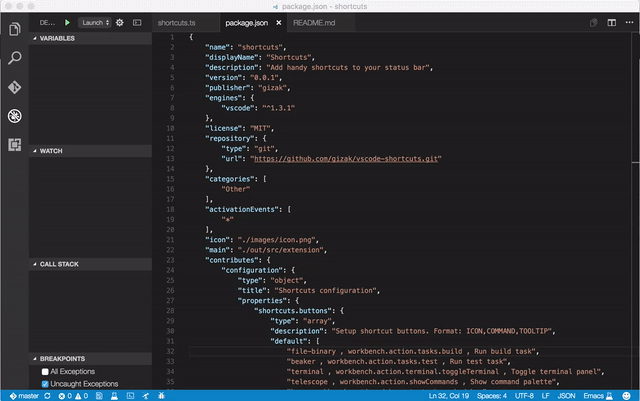 package.json - shortcuts
DE...
Launch
shortcuts.ts
package.json
README.md
VARIABLES
WATCH
CALL STACK
BREAKPOINTS
All Exceptions
Uncaught Exceptions
1 {
2 "name": "shortcuts",
3 "displayName": "Shortcuts",
4 "description": "Add handy shortcuts to your status bar",
5 "version": "0.0.1",
6 "publisher": "gizak",
7 "engines": {
8 "vscode": "^1.3.1"
9 },
10 "license": "MIT",
11 "repository": {
12 "type": "git",
13 "url": "https://github.com/gizak/vscode-shortcuts.git"
14 },
15 "categories": [
16 "Other"
17 ],
18 "activationEvents": [
19 "*"
20 ],
21 "icon": "./images/icon.png",
22 "main": "./out/src/extension",
23 "contributes": {
24 "configuration": {
25 "type": "object",
26 "title": "Shortcuts configuration",
27 "properties": {
28 "shortcuts.buttons": {
29 "type": "array",
30 "description": "Setup shortcut buttons. Format: ICON,COMMAND,TOOLTIP",
31 "default": [
32 "file-binary , workbench.action.tasks.build , Run build task",
33 "beaker , workbench.action.tasks.test , Run test task",
34 "terminal , workbench.action.terminal.toggleTerminal , Toggle terminal panel",
35 "telescope , workbench.action.showCommands , Show command palette",
master
0
0
Ln 32, Col 19
Spaces: 4
UTF-8
LF
JSON
Emacs